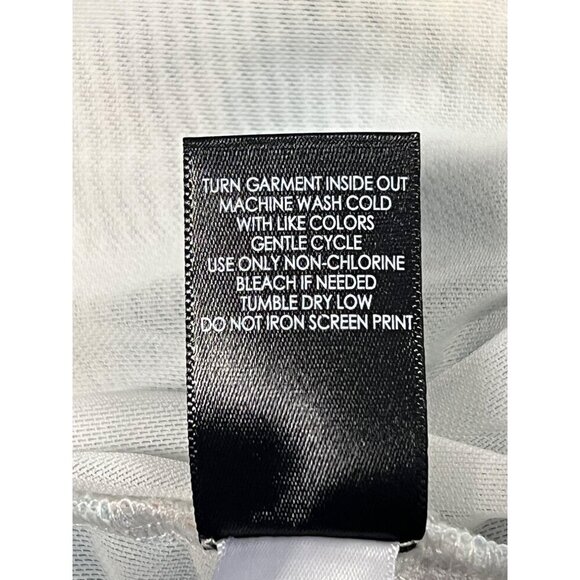 TURN GARMENT INSIDE OUT
MACHINE WASH COLD
WITH LIKE COLORS
GENTLE CYCLE
USE ONLY NON-CHLORINE
BLEACH IF NEEDED
TUMBLE DRY LOW
DO NOT IRON SCREEN PRINT